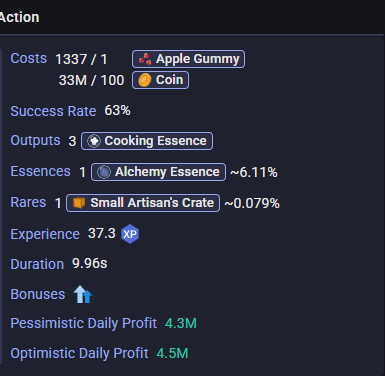 Action
Costs 1337 / 1 Apple Gummy
33M / 100 Coin
Success Rate 63%
Outputs 3 Cooking Essence
Essences 1 Alchemy Essence ~6.11%
Rares 1 Small Artisan's Crate ~0.079%
Experience 37.3 XP
Duration 9.96s
Bonuses
Pessimistic Daily Profit 4.3M
Optimistic Daily Profit 4.5M